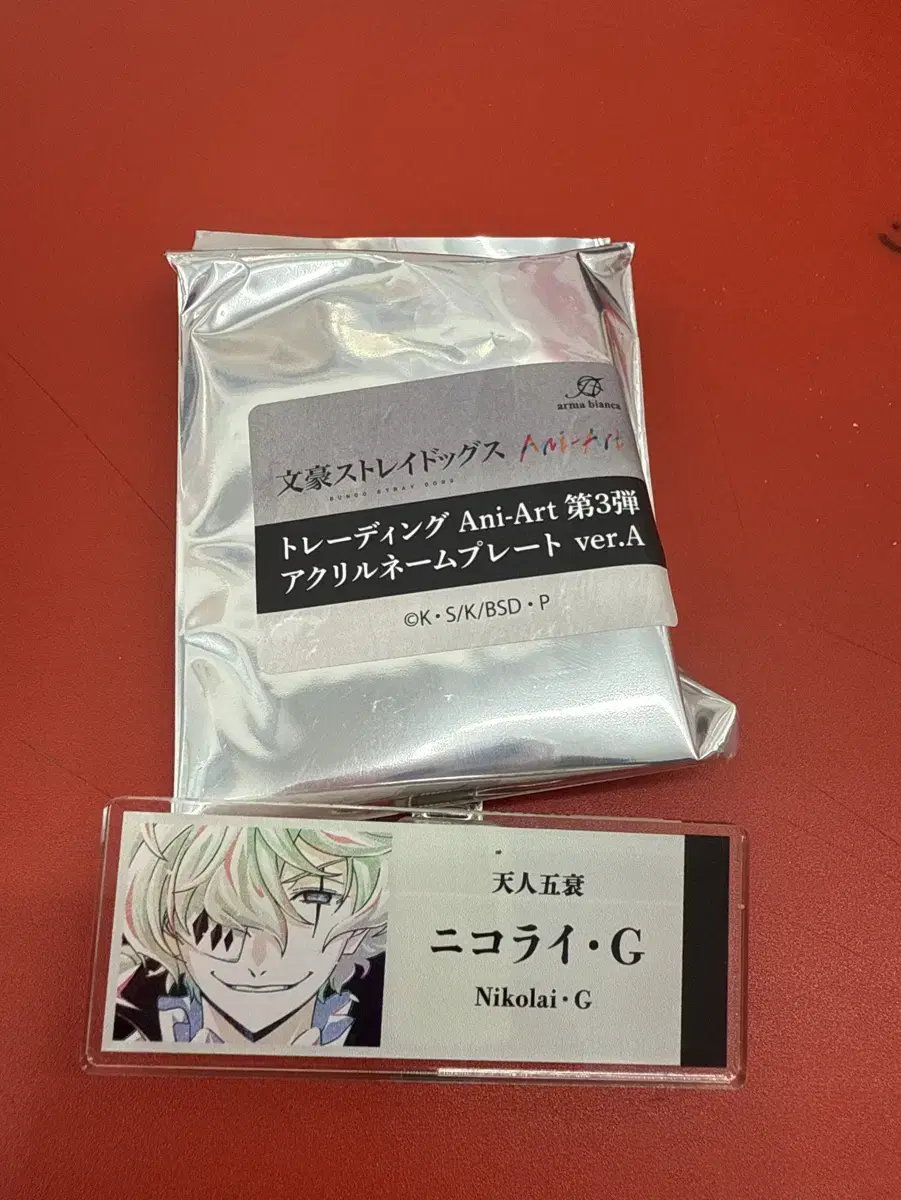 arma bianca
文豪ストレイドッグス Ani-Art
BUNGO STRAY DOGS
トレーディング Ani-Art 第3弾
アクリルネームプレート ver.A
©K・S/K/BSD・P
天人五衰
ニコライ・G
Nikolai・G